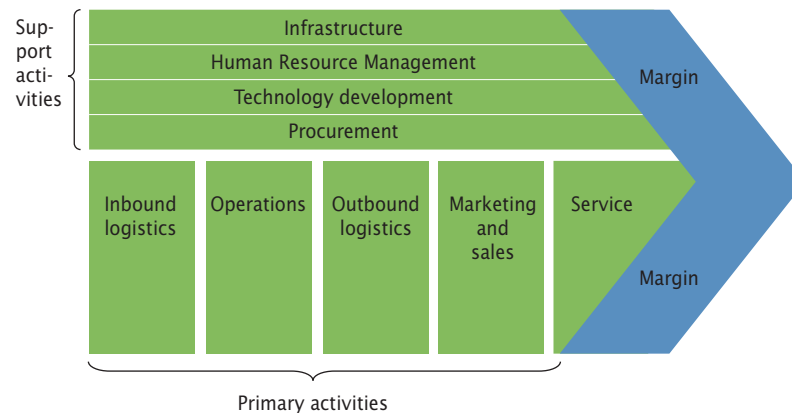 Sup-
port
acti-
vities
Infrastructure
Human Resource Management
Technology development
Procurement
Margin
Inbound
logistics
Operations
Outbound
logistics
Marketing
and
sales
Service
Margin
Primary activities